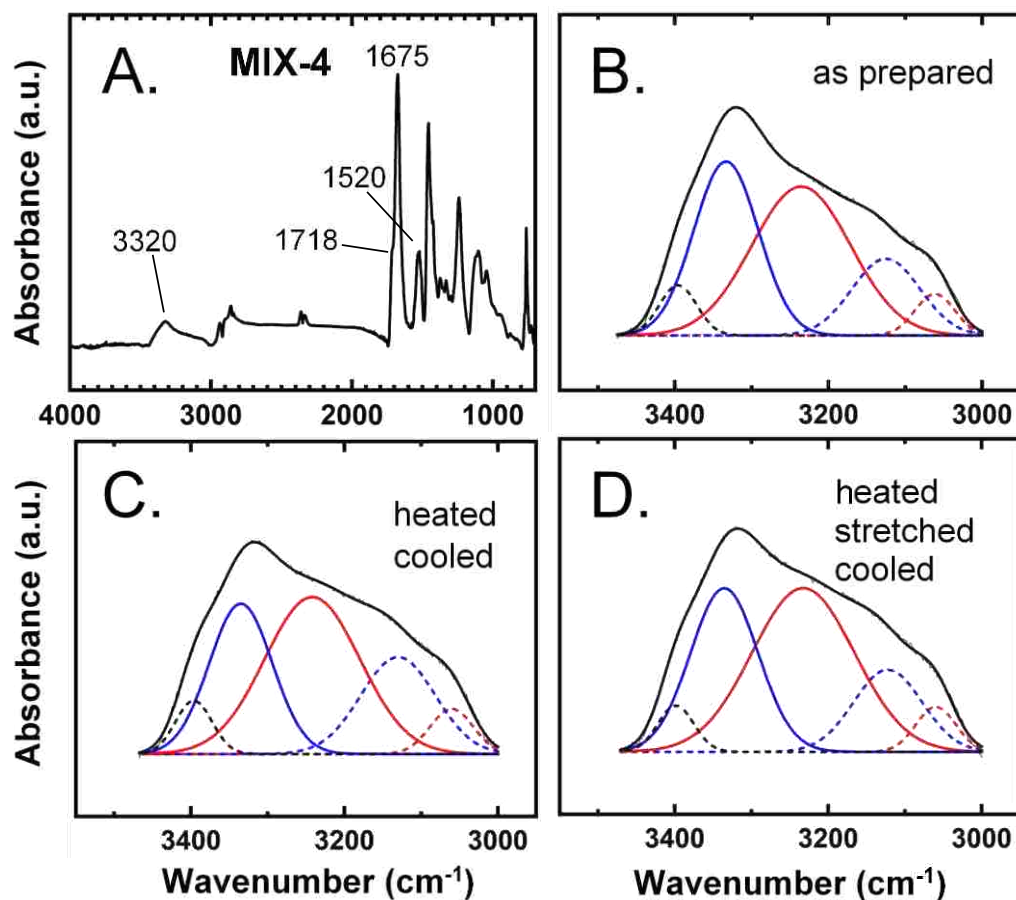 A.
MIX-4
1675
1520
1718
3320
Absorbance (a.u.)
4000
3000
2000
1000
B.
as prepared
3400
3200
3000
C.
heated
cooled
Absorbance (a.u.)
3400
3200
3000
Wavenumber (cm⁻¹)
D.
heated
stretched
cooled
3400
3200
3000
Wavenumber (cm⁻¹)